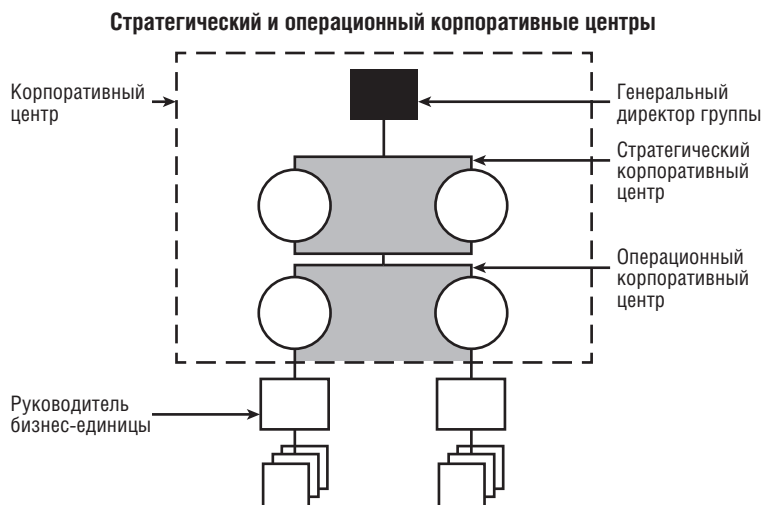 Стратегический и операционный корпоративные центры
Корпоративный
центр
Генеральный
директор группы
Стратегический
корпоративный
центр
Операционный
корпоративный
центр
Руководитель
бизнес-единицы